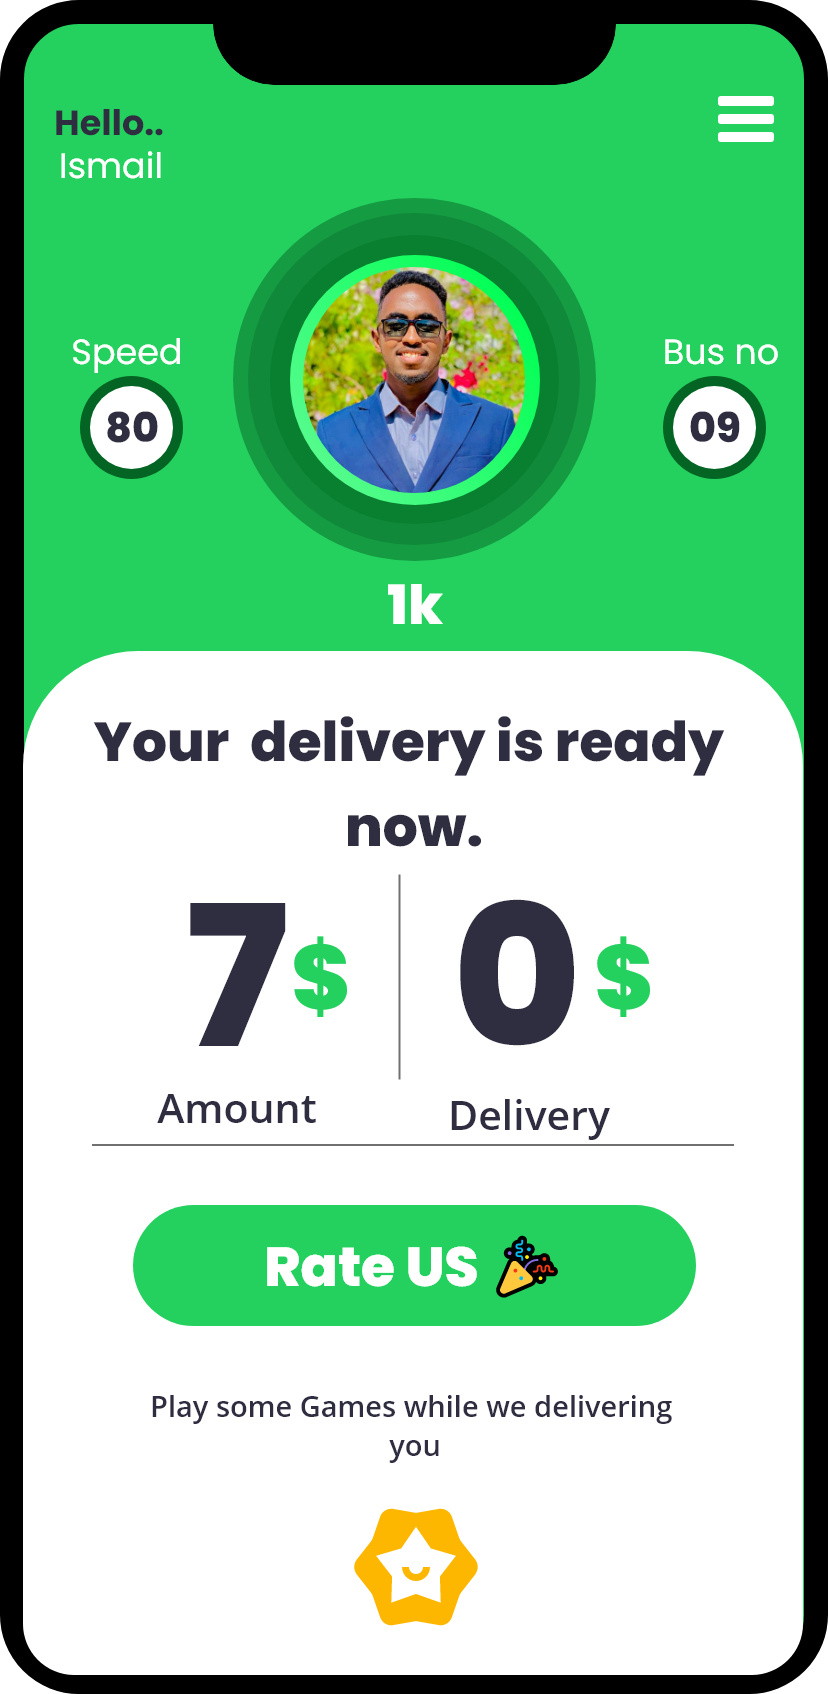 Hello..
Ismail
Speed
80
Bus no
09
1k
Your delivery is ready
now.
7$
0 $
Amount
Delivery
Rate US
Play some Games while we delivering
you